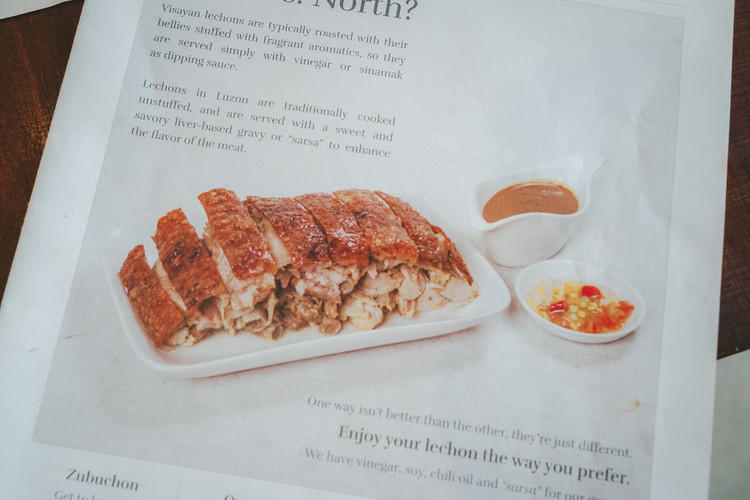 North?
Visayan lechons are typically roasted with their
bellies stuffed with fragrant aromatics, so they
are served simply with vinegar or sinamak
as dipping sauce.
Lechons in Luzon are traditionally cooked
unstuffed, and are served with a sweet and
savory liver-based gravy or “sarsa” to enhance
the flavor of the meat.
One way isn't better than the other, they're just different.
Enjoy your lechon the way you prefer.
We have vinegar, soy, chili oil and “sarsa” for our
Zubuchon
Get to